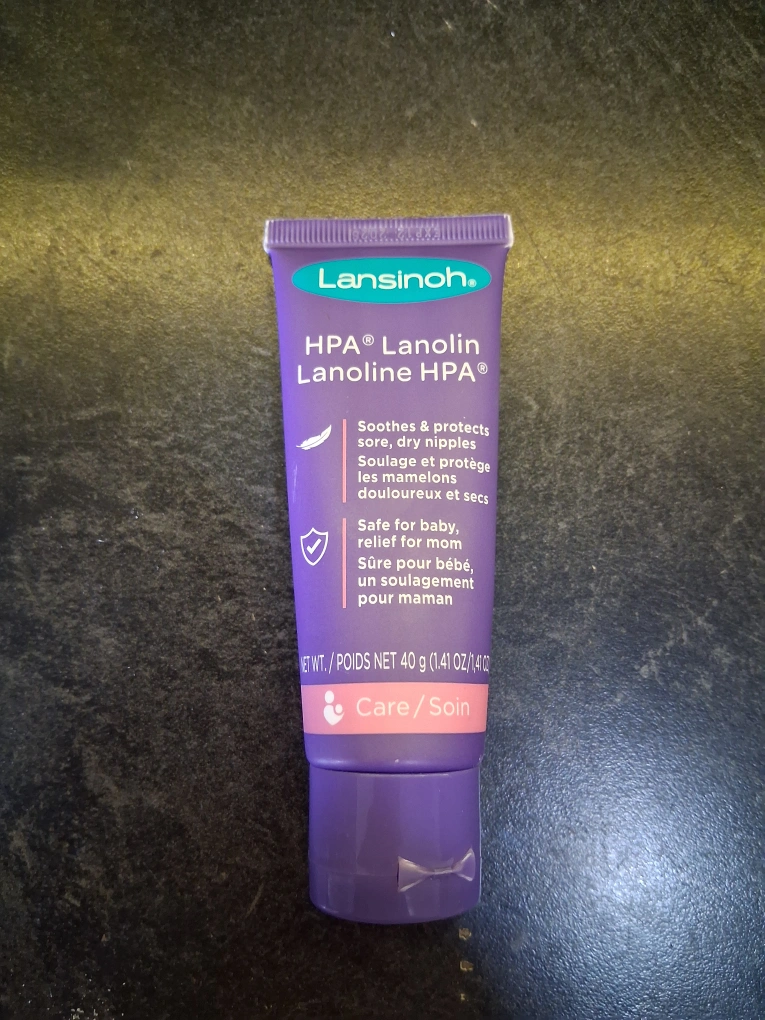 Lansinoh®
HPA® Lanolin
Lanoline HPA®
Soothes & protects
sore, dry nipples
Soulage et protège
les mamelons
douloureux et secs
Safe for baby,
relief for mom
Sûre pour bébé,
un soulagement
pour maman
NET WT. / POIDS NET 40 g (1.41 OZ/1,41 OZ
Care/Soin